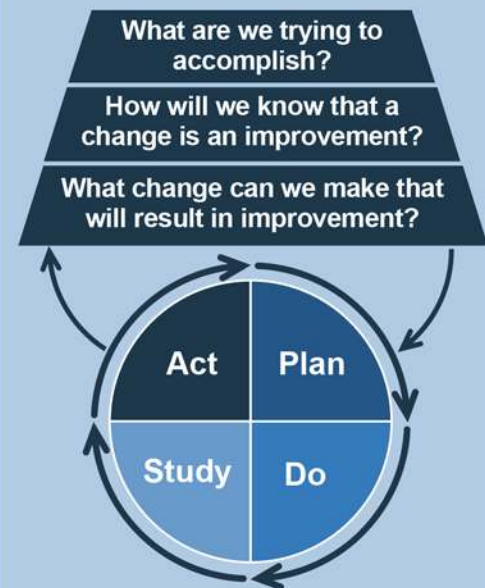 What are we trying to
accomplish?
How will we know that a
change is an improvement?
What change can we make that
will result in improvement?
Act
Plan
Study
Do